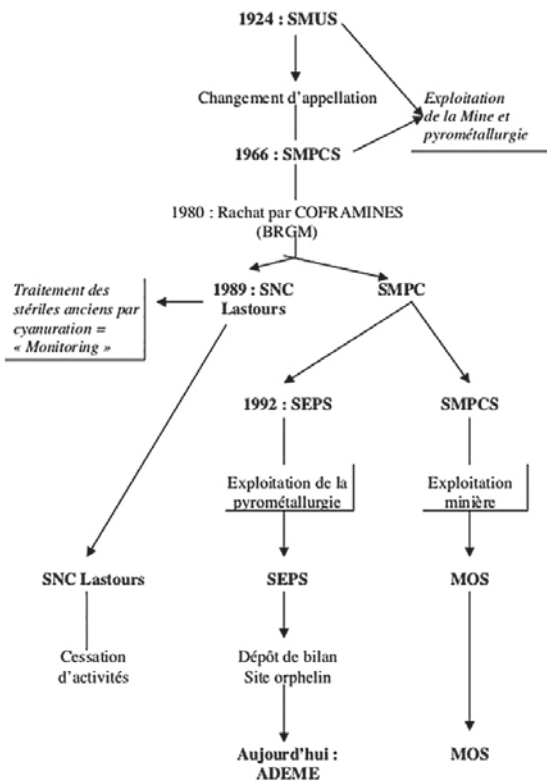 1924 : SMUS
Changement d'appellation
Exploitation
de la Mine et
pyrométallurgie
1966 : SMPCS
1980 : Rachat par COFRAMINES
(BRGM)
Traitement des
stériles anciens par
cyanuration =
« Monitoring »
1989 : SNC
Lastours
SMPC
1992 : SEPS
SMPCS
Exploitation de la
pyrométallurgie
Exploitation
minière
SNC Lastours
SEPS
MOS
Cessation
d'activités
Dépôt de bilan
Site orphelin
Aujourd'hui :
ADEME
MOS